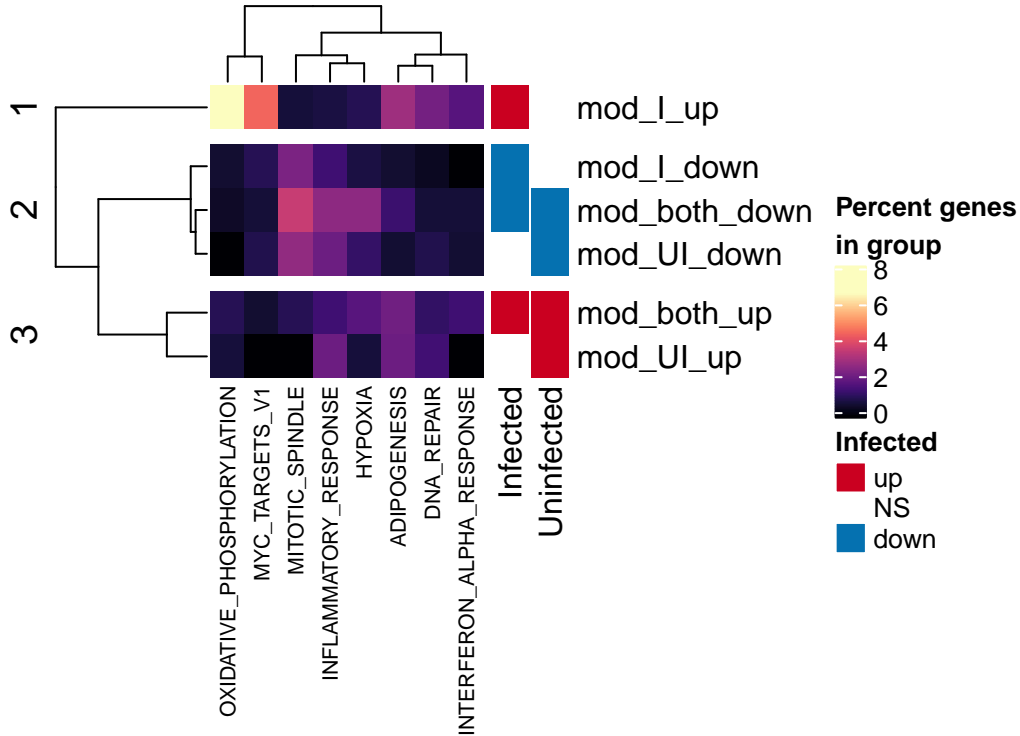 1
mod_I_up
2
mod_I_down
mod_both_down
mod_UI_down
3
mod_both_up
mod_UI_up
OXIDATIVE_PHOSPHORYLATION
MYC_TARGETS_V1
MITOTIC_SPINDLE
INFLAMMATORY_RESPONSE
HYPOXIA
ADIPOGENESIS
DNA_REPAIR
INTERFERON_ALPHA_RESPONSE
Infected
Uninfected
Percent genes
in group
8
6
4
2
0
Infected
up
NS
down